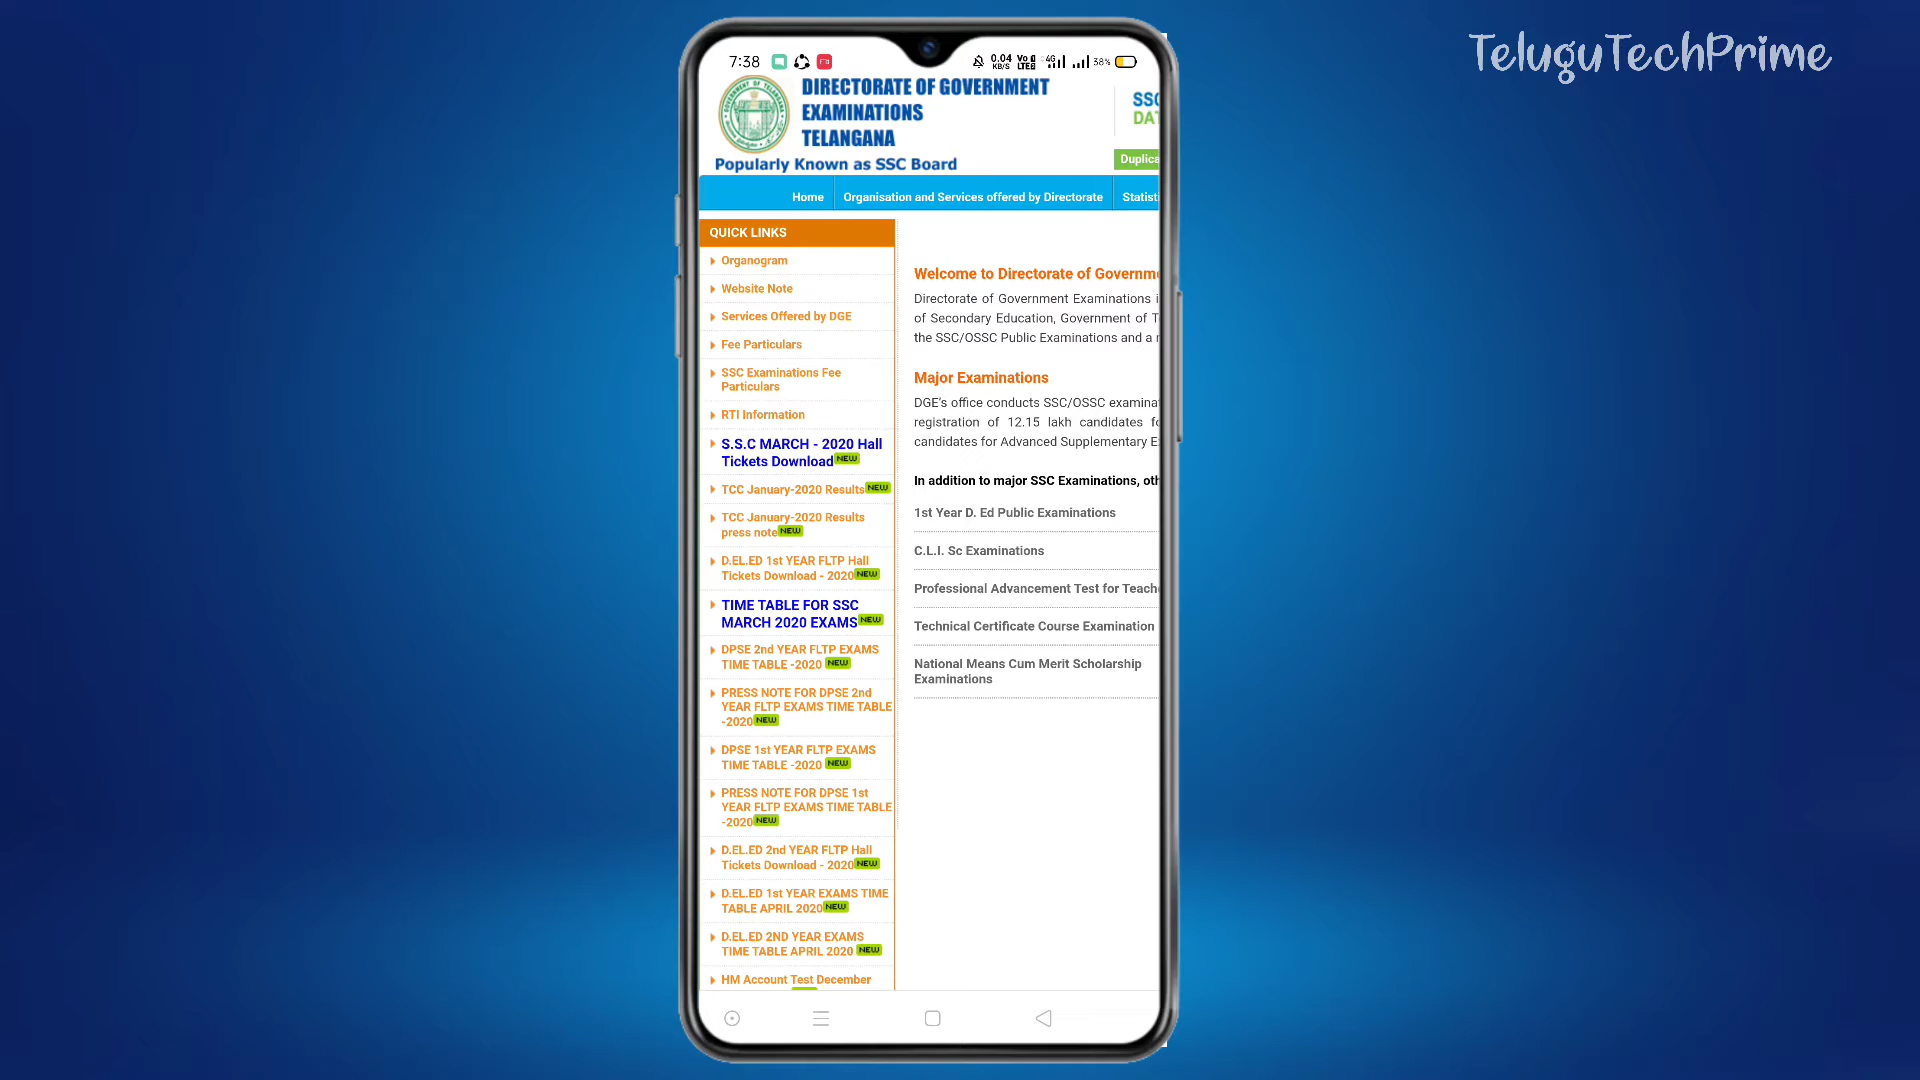 TeluguTechPrime
7:38
0.04
KB/S
Vo
LTE2
4G
38%
DIRECTORATE OF GOVERNMENT
EXAMINATIONS
TELANGANA
Popularly Known as SSC Board
SSC
DAT
Duplica
Home
Organisation and Services offered by Directorate
Statisti
QUICK LINKS
Organogram
Website Note
Services Offered by DGE
Fee Particulars
SSC Examinations Fee
Particulars
RTI Information
S.S.C MARCH - 2020 Hall
Tickets Download NEW
TCC January-2020 Results NEW
TCC January-2020 Results
press note NEW
D.EL.ED 1st YEAR FLTP Hall
Tickets Download - 2020 NEW
TIME TABLE FOR SSC
MARCH 2020 EXAMS NEW
DPSE 2nd YEAR FLTP EXAMS
TIME TABLE -2020 NEW
PRESS NOTE FOR DPSE 2nd
YEAR FLTP EXAMS TIME TABLE
-2020 NEW
DPSE 1st YEAR FLTP EXAMS
TIME TABLE -2020 NEW
PRESS NOTE FOR DPSE 1st
YEAR FLTP EXAMS TIME TABLE
-2020 NEW
D.EL.ED 2nd YEAR FLTP Hall
Tickets Download - 2020 NEW
D.EL.ED 1st YEAR EXAMS TIME
TABLE APRIL 2020 NEW
D.EL.ED 2ND YEAR EXAMS
TIME TABLE APRIL 2020 NEW
HM Account Test December
Welcome to Directorate of Governme
Directorate of Government Examinations i
of Secondary Education, Government of T
the SSC/OSSC Public Examinations and a
Major Examinations
DGE's office conducts SSC/OSSC examinat
registration of 12.15 lakh candidates fo
candidates for Advanced Supplementary E
In addition to major SSC Examinations, oth
1st Year D. Ed Public Examinations
C.L.I. Sc Examinations
Professional Advancement Test for Teache
Technical Certificate Course Examination
National Means Cum Merit Scholarship
Examinations